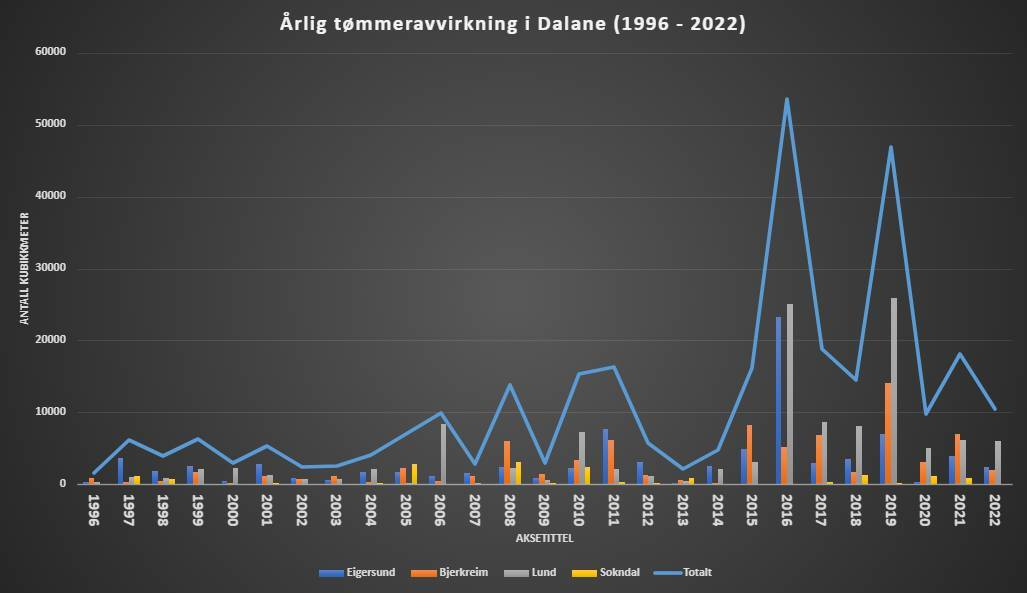 Årlig tømmeravvirkning i Dalane (1996 - 2022)
60000
50000
40000
30000
20000
10000
0
ANTALL KUBIKKMETER
1996 1997 1998 1999 2000 2001 2002 2003 2004 2005 2006 2007 2008 2009 2010 2011 2012 2013 2014 2015 2016 2017 2018 2019 2020 2021 2022
AKSETITTEL
Eigersund Bjerkreim Lund Sokndal Totalt